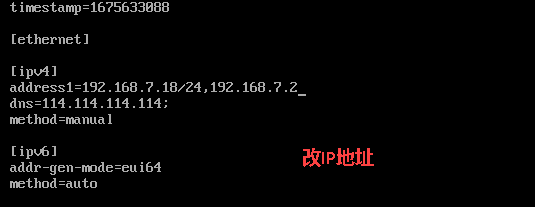 timestamp=1675633088
[ethernet]
[ipv4]
address1=192.168.7.18/24,192.168.7.2_
dns=114.114.114.114;
method=manual
[ipv6]
addr-gen-mode=eui64
method=auto
改IP地址